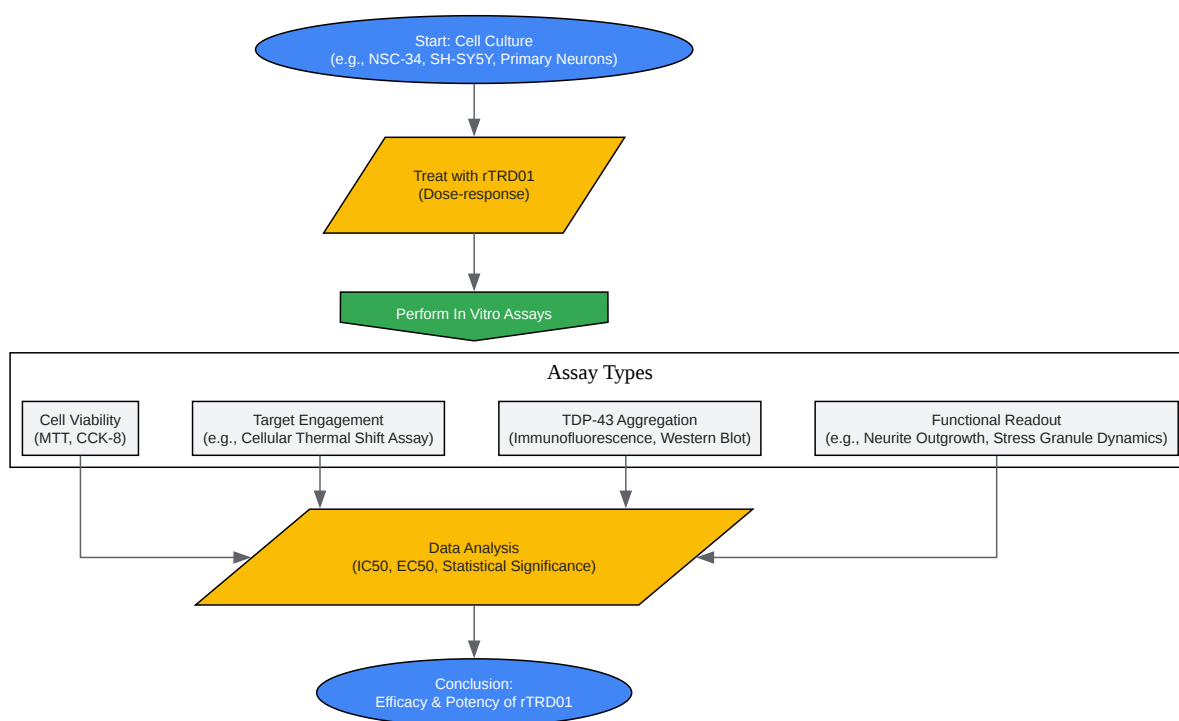 Start: Cell Culture
(e.g., NSC-34, SH-SY5Y, Primary Neurons)
Treat with rTRD01
(Dose-response)
Perform In Vitro Assays
Assay Types
Cell Viability
(MTT, CCK-8)
Target Engagement
(e.g., Cellular Thermal Shift Assay)
TDP-43 Aggregation
(Immunofluorescence, Western Blot)
Functional Readout
(e.g., Neurite Outgrowth, Stress Granule Dynamics)
Data Analysis
(IC50, EC50, Statistical Significance)
Conclusion:
Efficacy & Potency of rTRD01